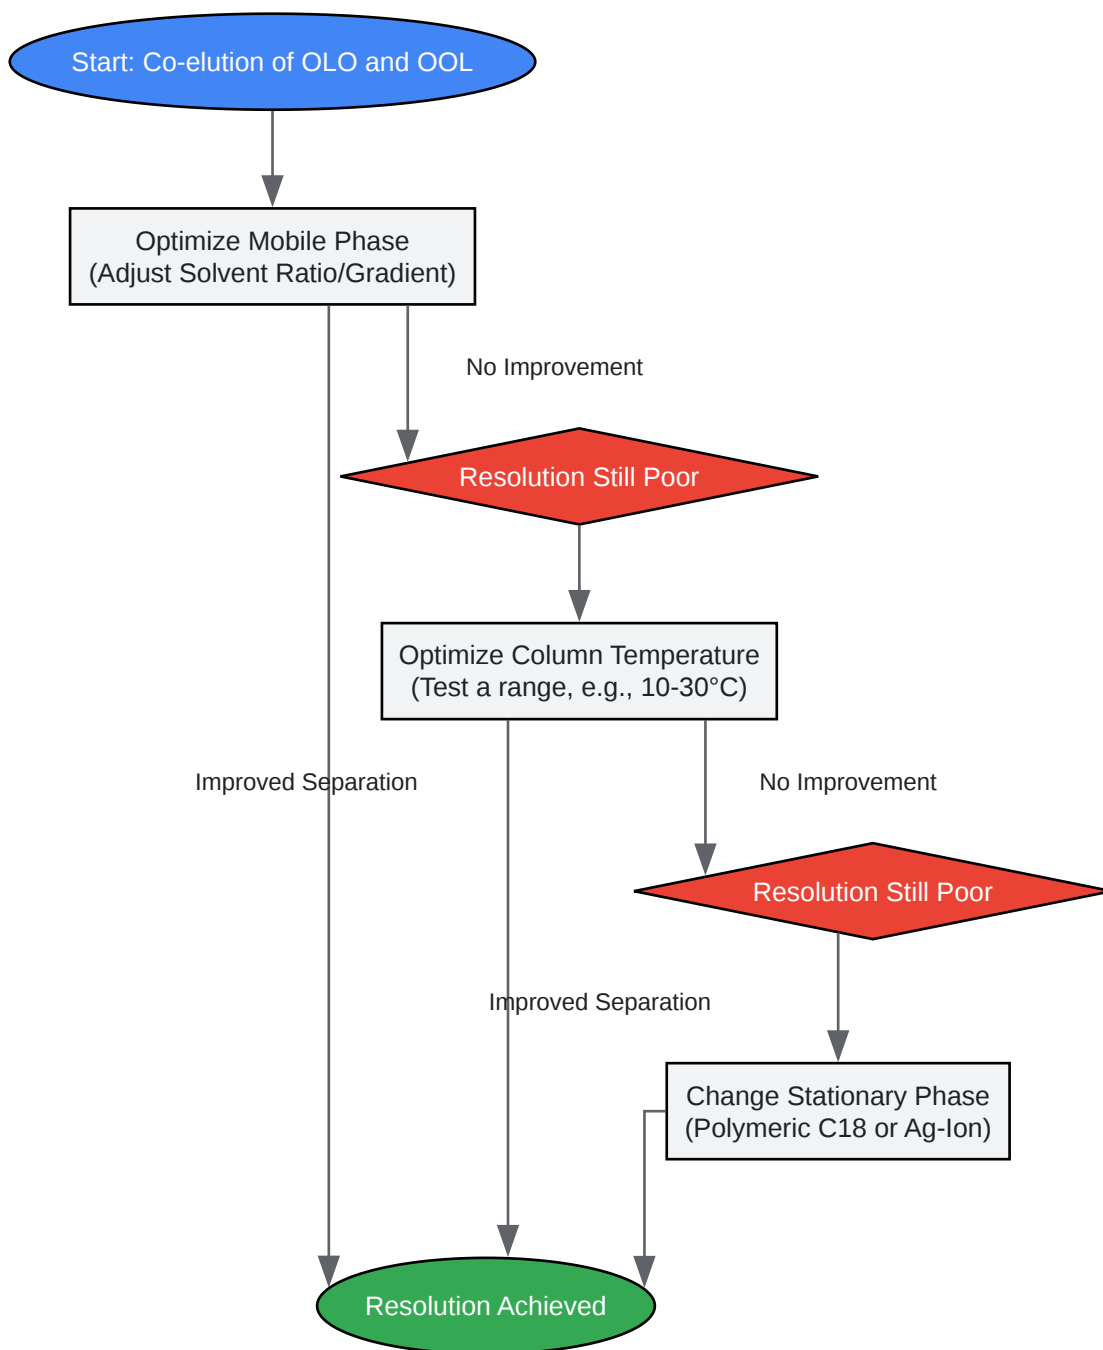 Start: Co-elution of OLO and OOL
Optimize Mobile Phase
(Adjust Solvent Ratio/Gradient)
No Improvement
Resolution Still Poor
Optimize Column Temperature
(Test a range, e.g., 10-30°C)
Improved Separation
No Improvement
Resolution Still Poor
Improved Separation
Change Stationary Phase
(Polymeric C18 or Ag-Ion)
Resolution Achieved